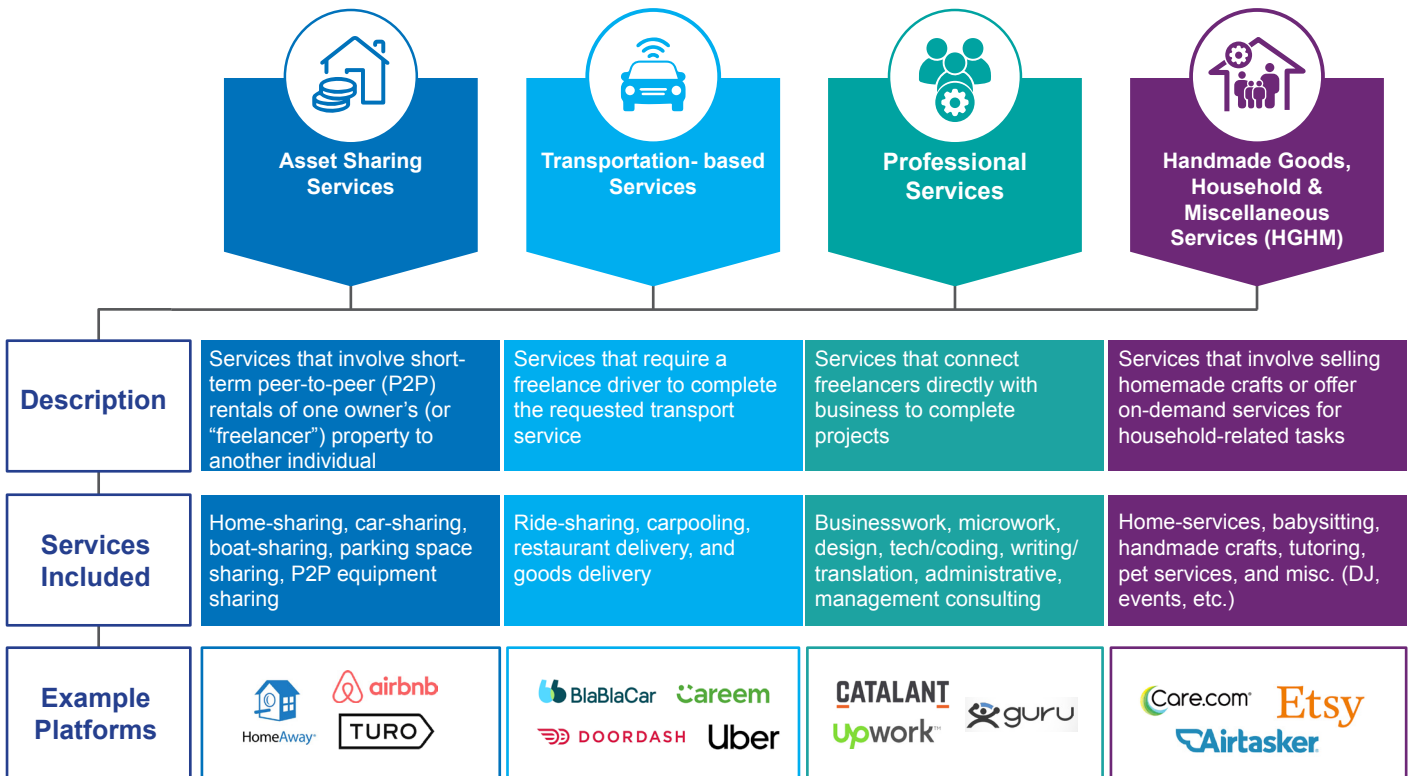 Asset Sharing
Services
Transportation- based
Services
Professional
Services
Handmade Goods,
Household &
Miscellaneous
Services (HGHM)
Description
Services that involve short-
term peer-to-peer (P2P)
rentals of one owner's (or
“freelancer”) property to
another individual
Services that require a
freelance driver to complete
the requested transport
service
Services that connect
freelancers directly with
business to complete
projects
Services that involve selling
homemade crafts or offer
on-demand services for
household-related tasks
Services
Included
Home-sharing, car-sharing,
boat-sharing, parking space
sharing, P2P equipment
sharing
Ride-sharing, carpooling,
restaurant delivery, and
goods delivery
Businesswork, microwork,
design, tech/coding, writing/
translation, administrative,
management consulting
Home-services, babysitting,
handmade crafts, tutoring,
pet services, and misc. (DJ,
events, etc.)
Example
Platforms
HomeAway
airbnb
TURO
BlaBlaCar
Careem
DOORDASH
Uber
CATALANT
upwork™
guru
Care.com®
Etsy
Airtasker